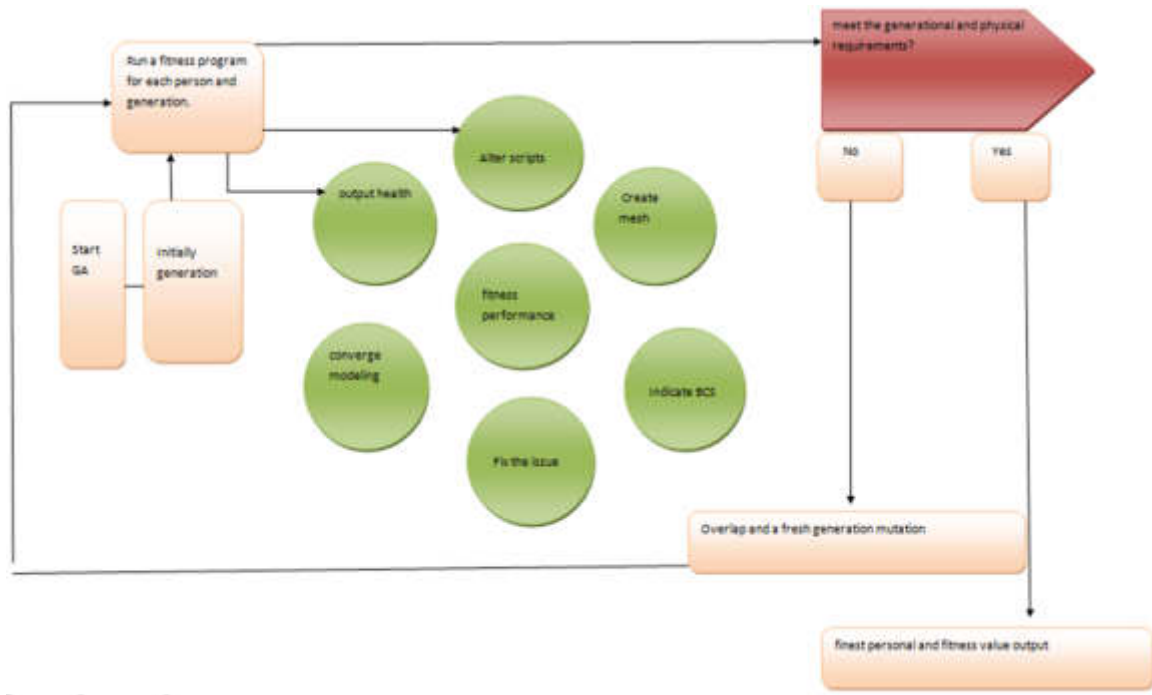 meet the generational and physical
requirements?
Run a fitness program
for each person and
generation.
Alter scripts
No
Yes
output health
Create
mesh
Start
GA
Initially
generation
fitness
performance
converge
modeling
Indicate BCS
Fix the issue
Overlap and a fresh generation mutation
finest personal and fitness value output